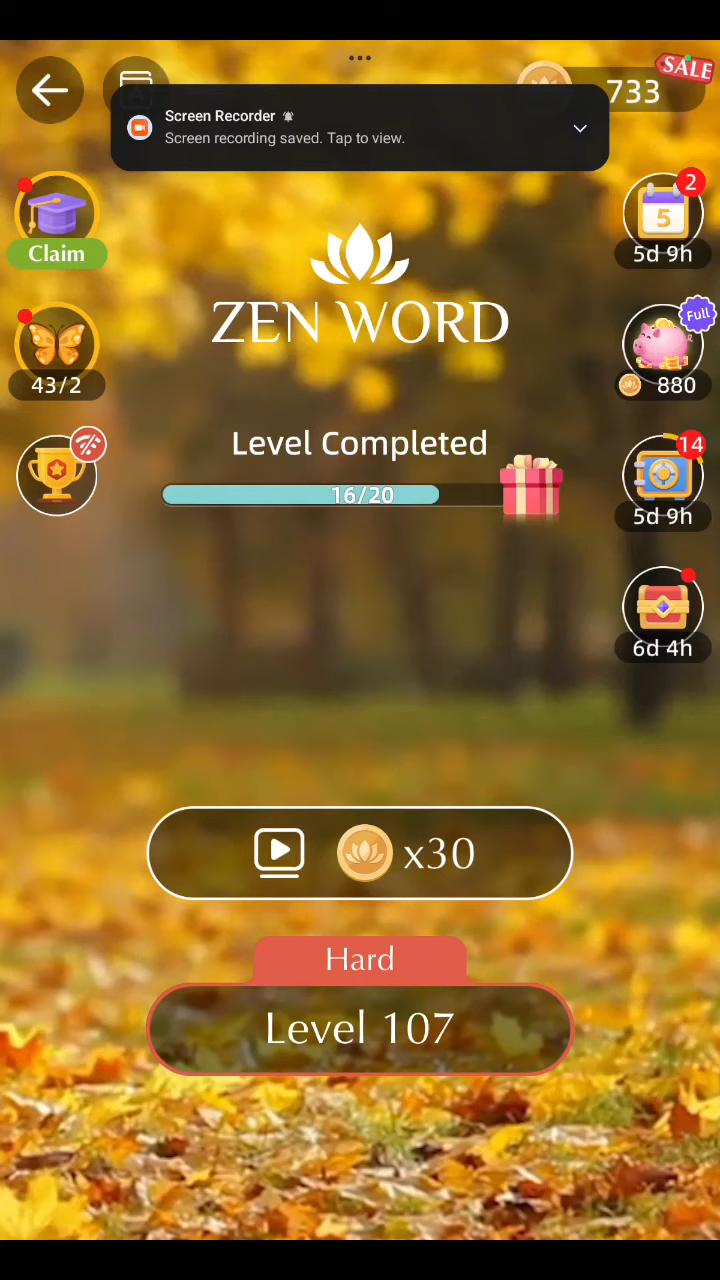 SALE
733
Screen Recorder
Screen recording saved. Tap to view.
2
5
Claim
5d 9h
ZEN WORD
Full
43/2
880
Level Completed
14
16/20
5d 9h
6d 4h
x30
Hard
Level 107